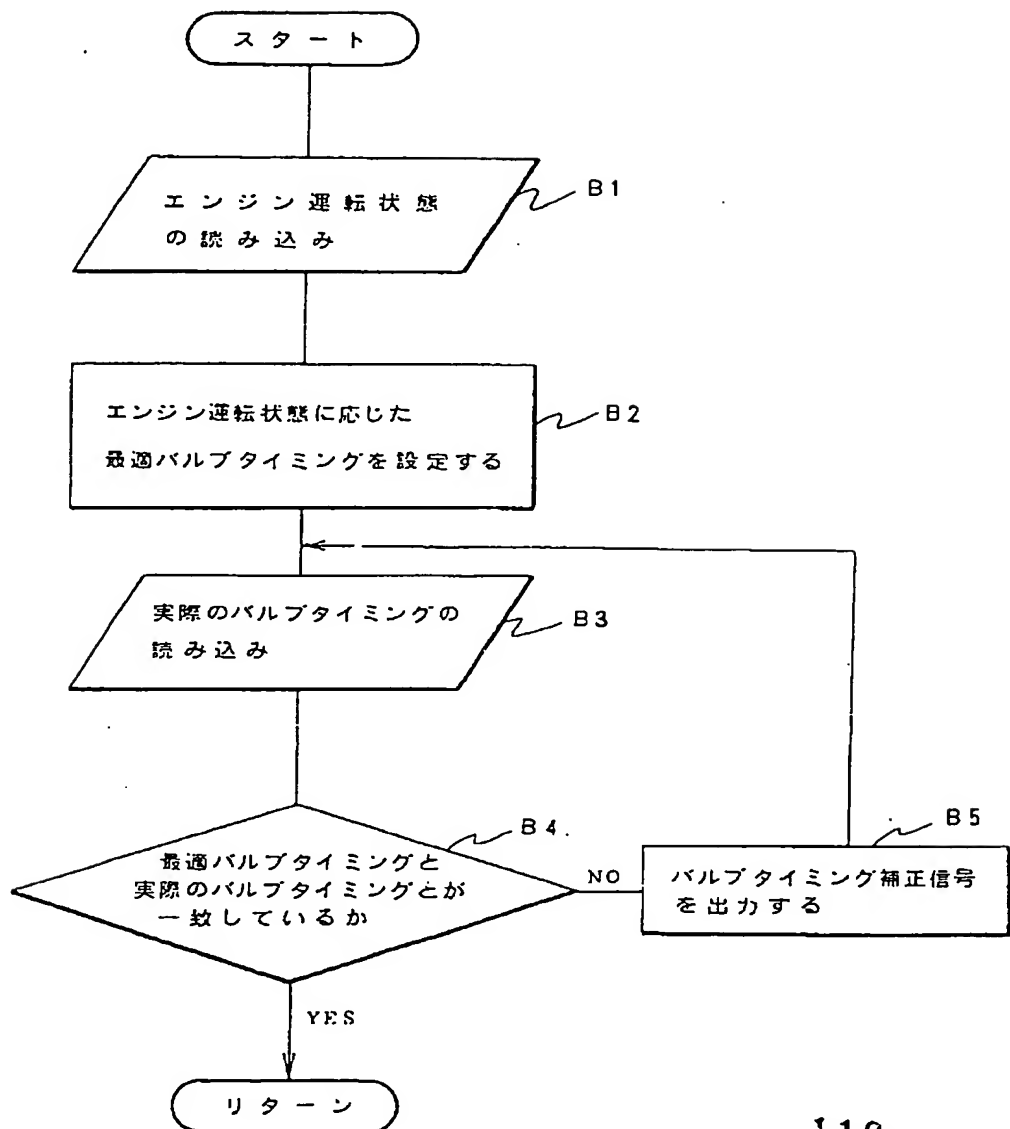 スタート
エンジン運転状態
の読み込み
B1
エンジン運転状態に応じた
最適バルブタイミングを設定する
B2
実際のバルブタイミングの
読み込み
B3
最適バルブタイミングと
実際のバルブタイミングとが
一致しているか
B4
NO
バルブタイミング補正信号
を出力する
B5
YES
リターン